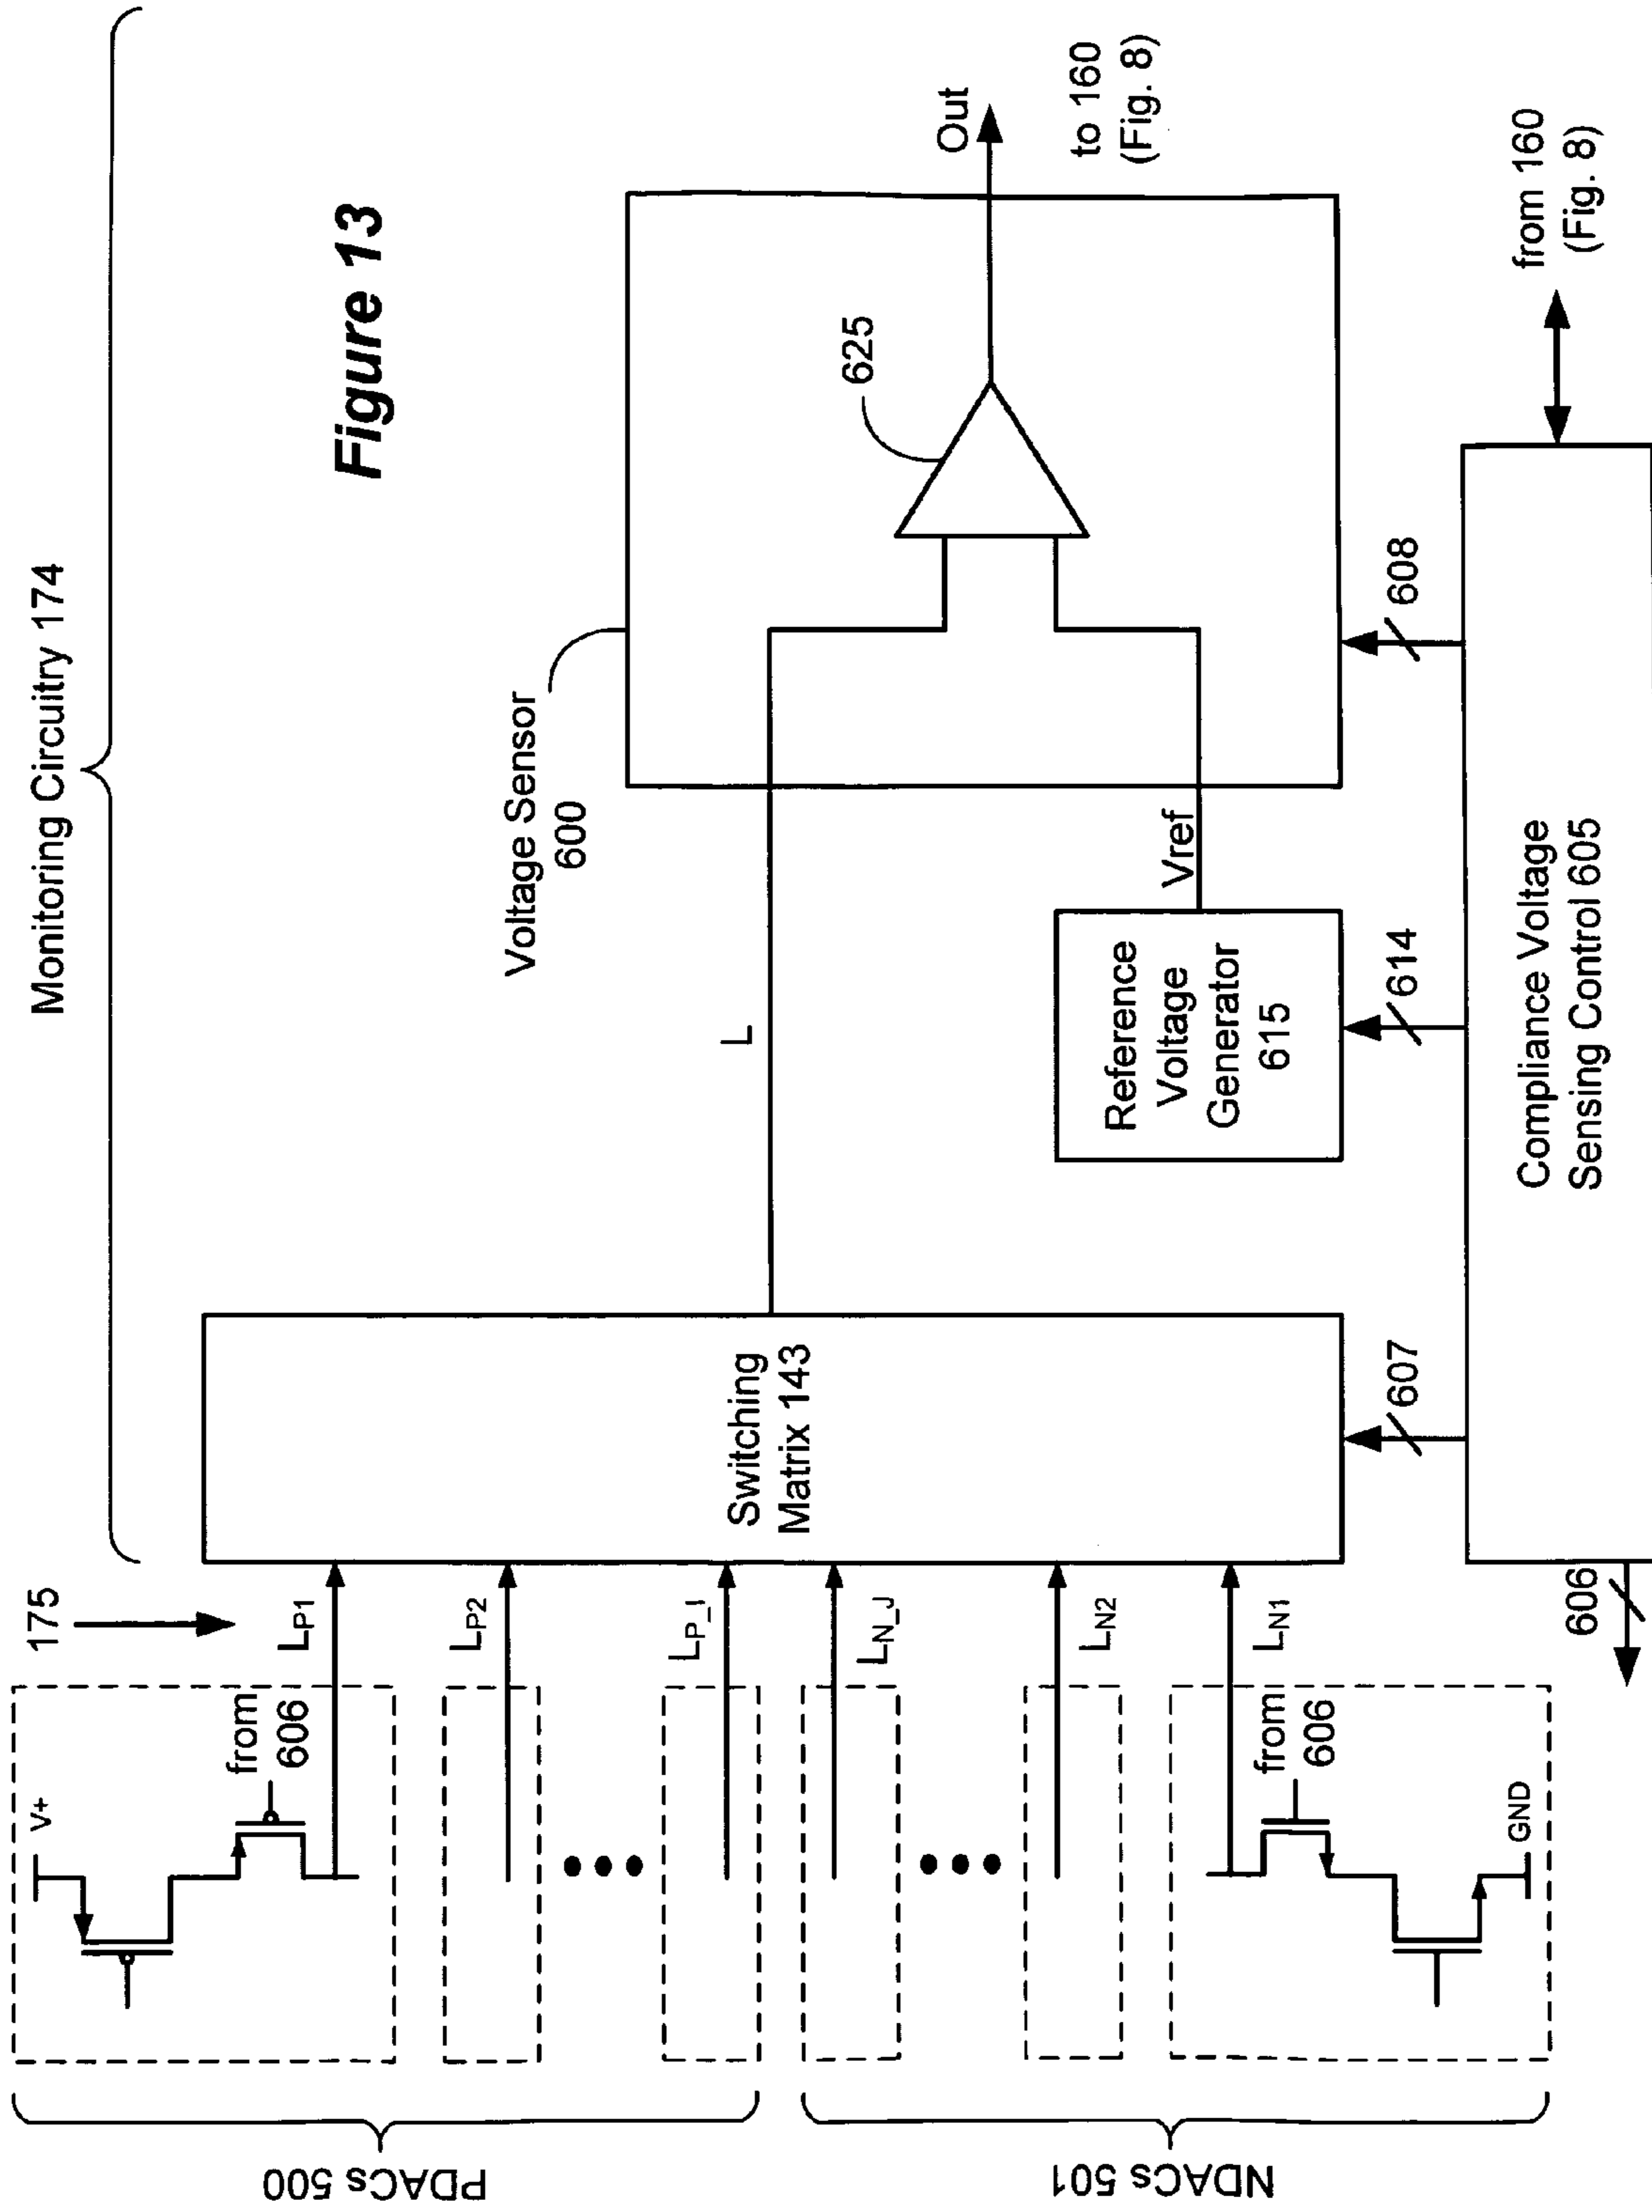 Monitoring Circuitry 174
Figure 13
PDACs 500
NDACs 501
V+
from
606
175
LP1
LP2
LP_I
LN_J
LN2
LN1
from
606
GND
Switching
Matrix 143
L
Voltage Sensor
600
625
Out
to 160
(Fig. 8)
Reference
Voltage
Generator
615
Vref
606
607
614
608
Compliance Voltage
Sensing Control 605
from 160
(Fig. 8)